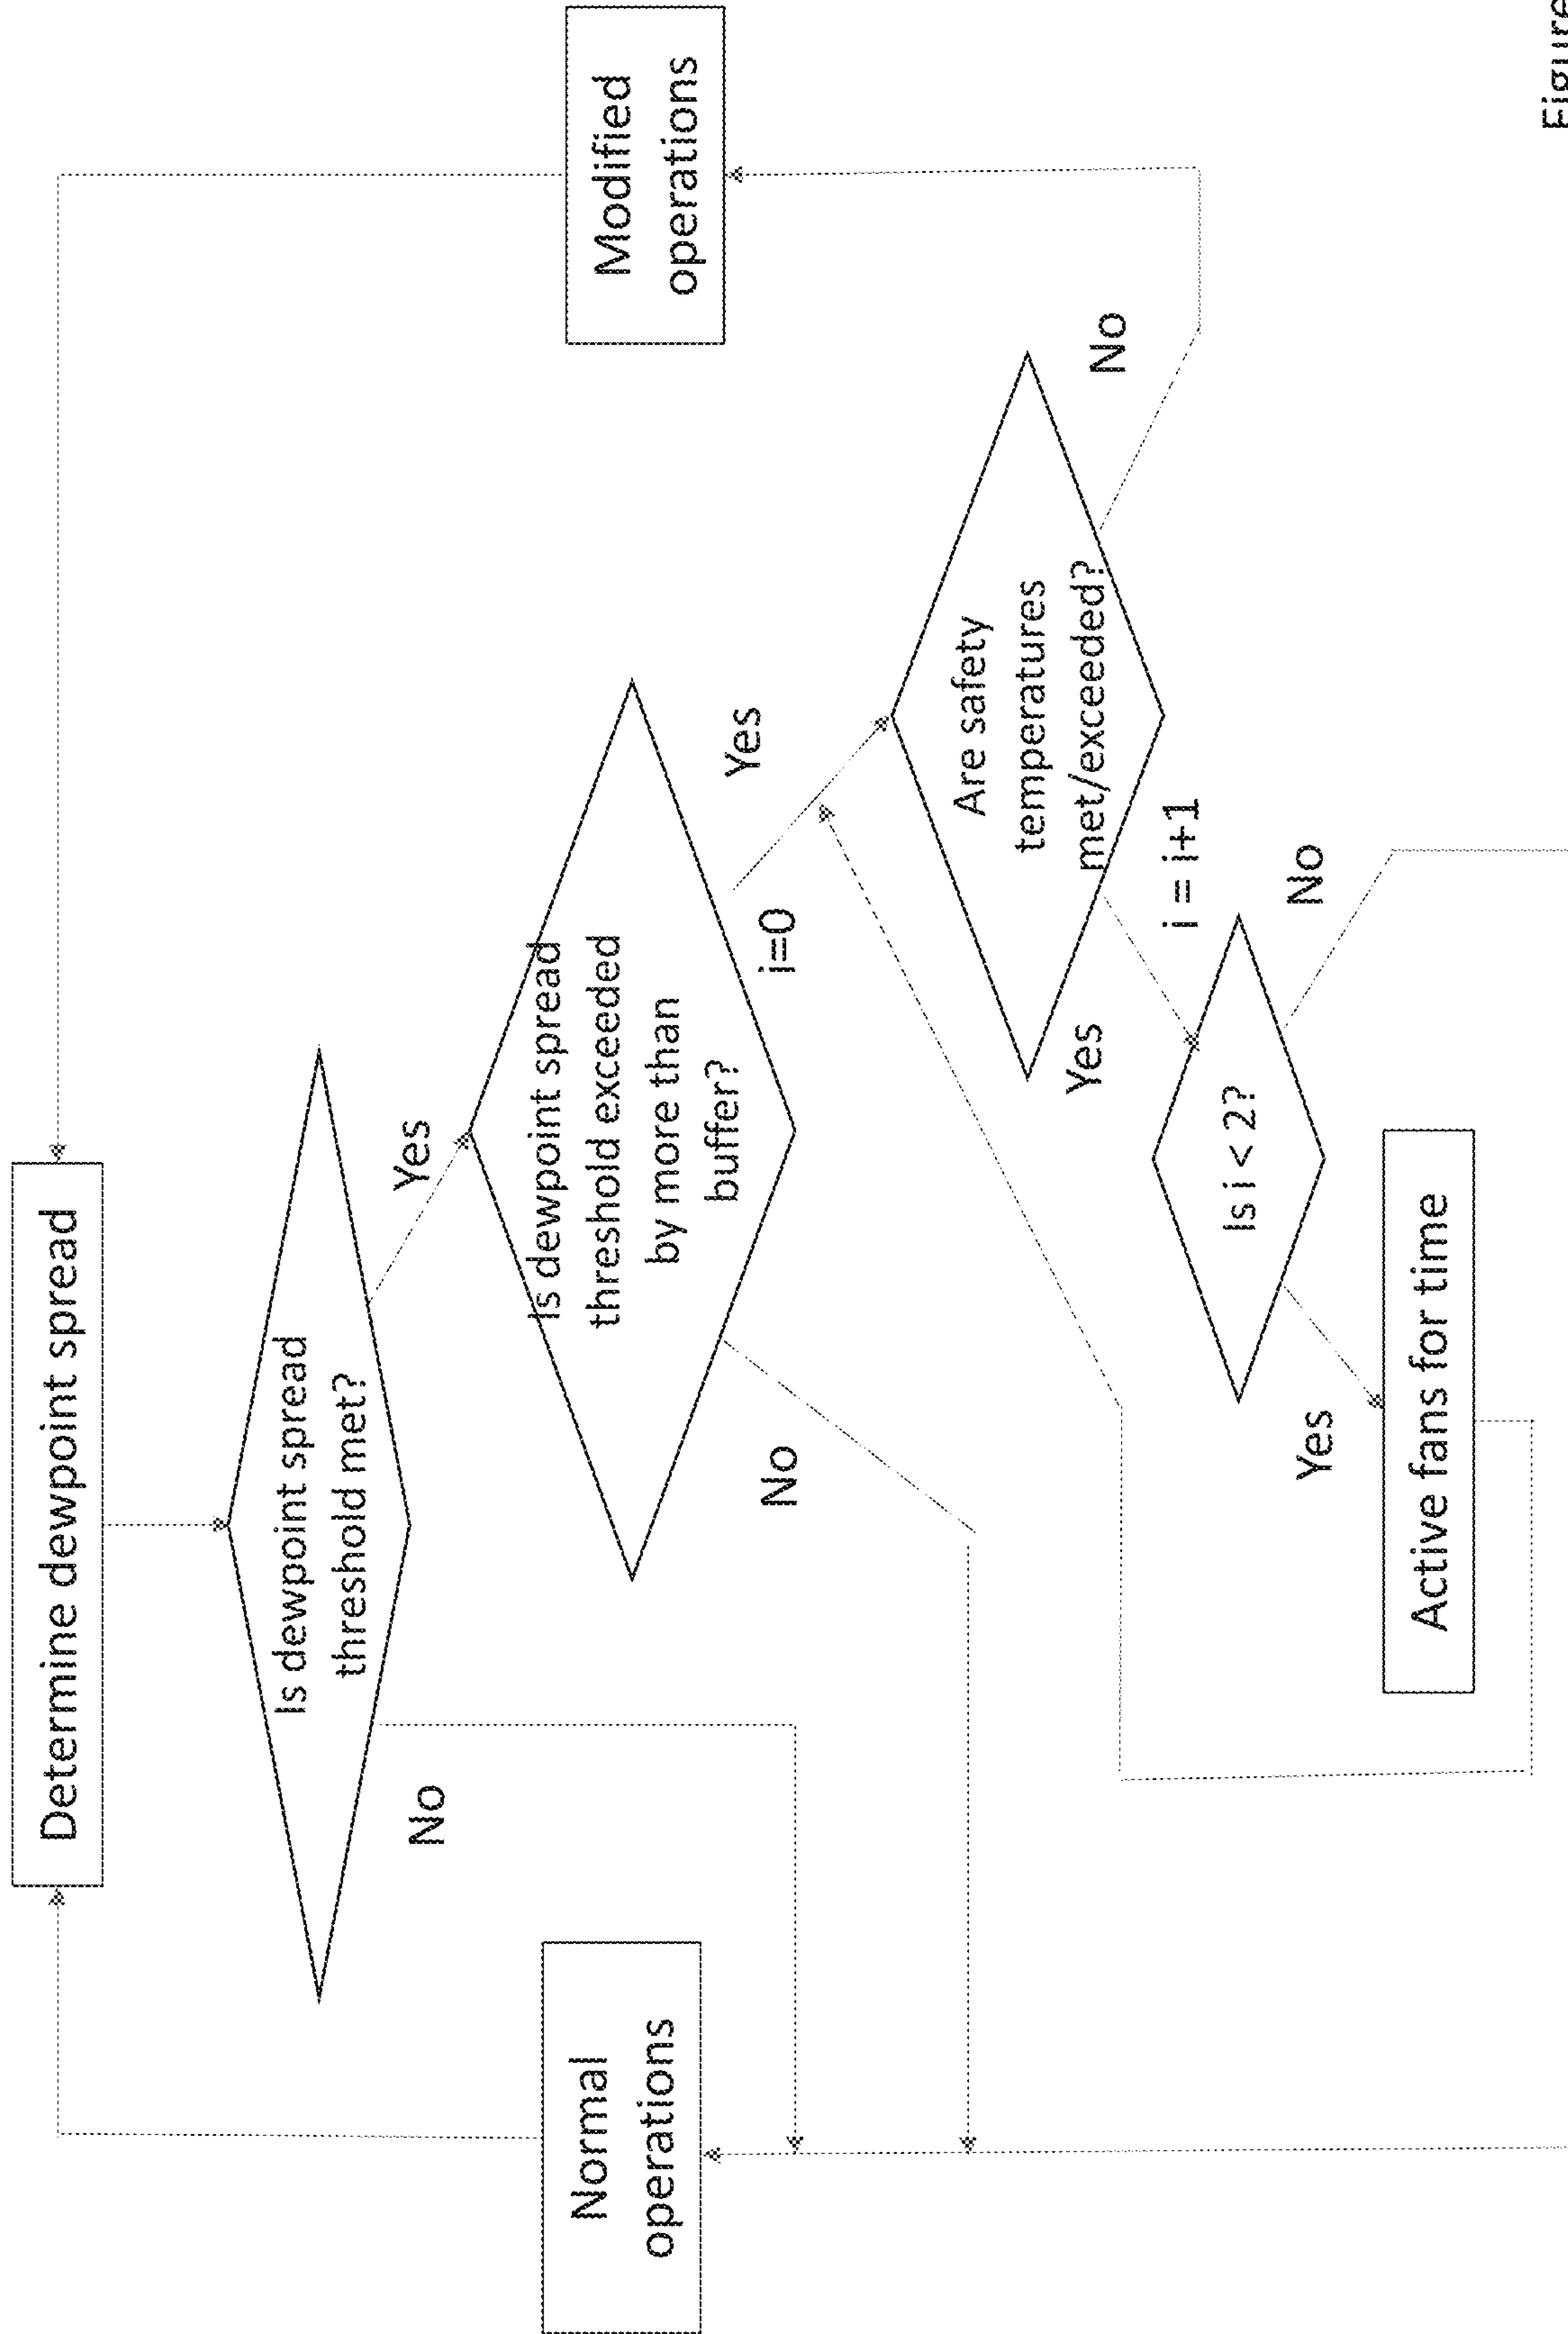 Determine dewpoint spread
Is dewpoint spread
threshold met?
No
Yes
Is dewpoint spread
threshold exceeded
by more than
buffer?
Normal
operations
Modified
operations
No
i=0
Yes
Are safety
temperatures
met/exceeded?
Yes
i = i+1
No
Is i < 2?
Yes
No
Active fans for time
Figure